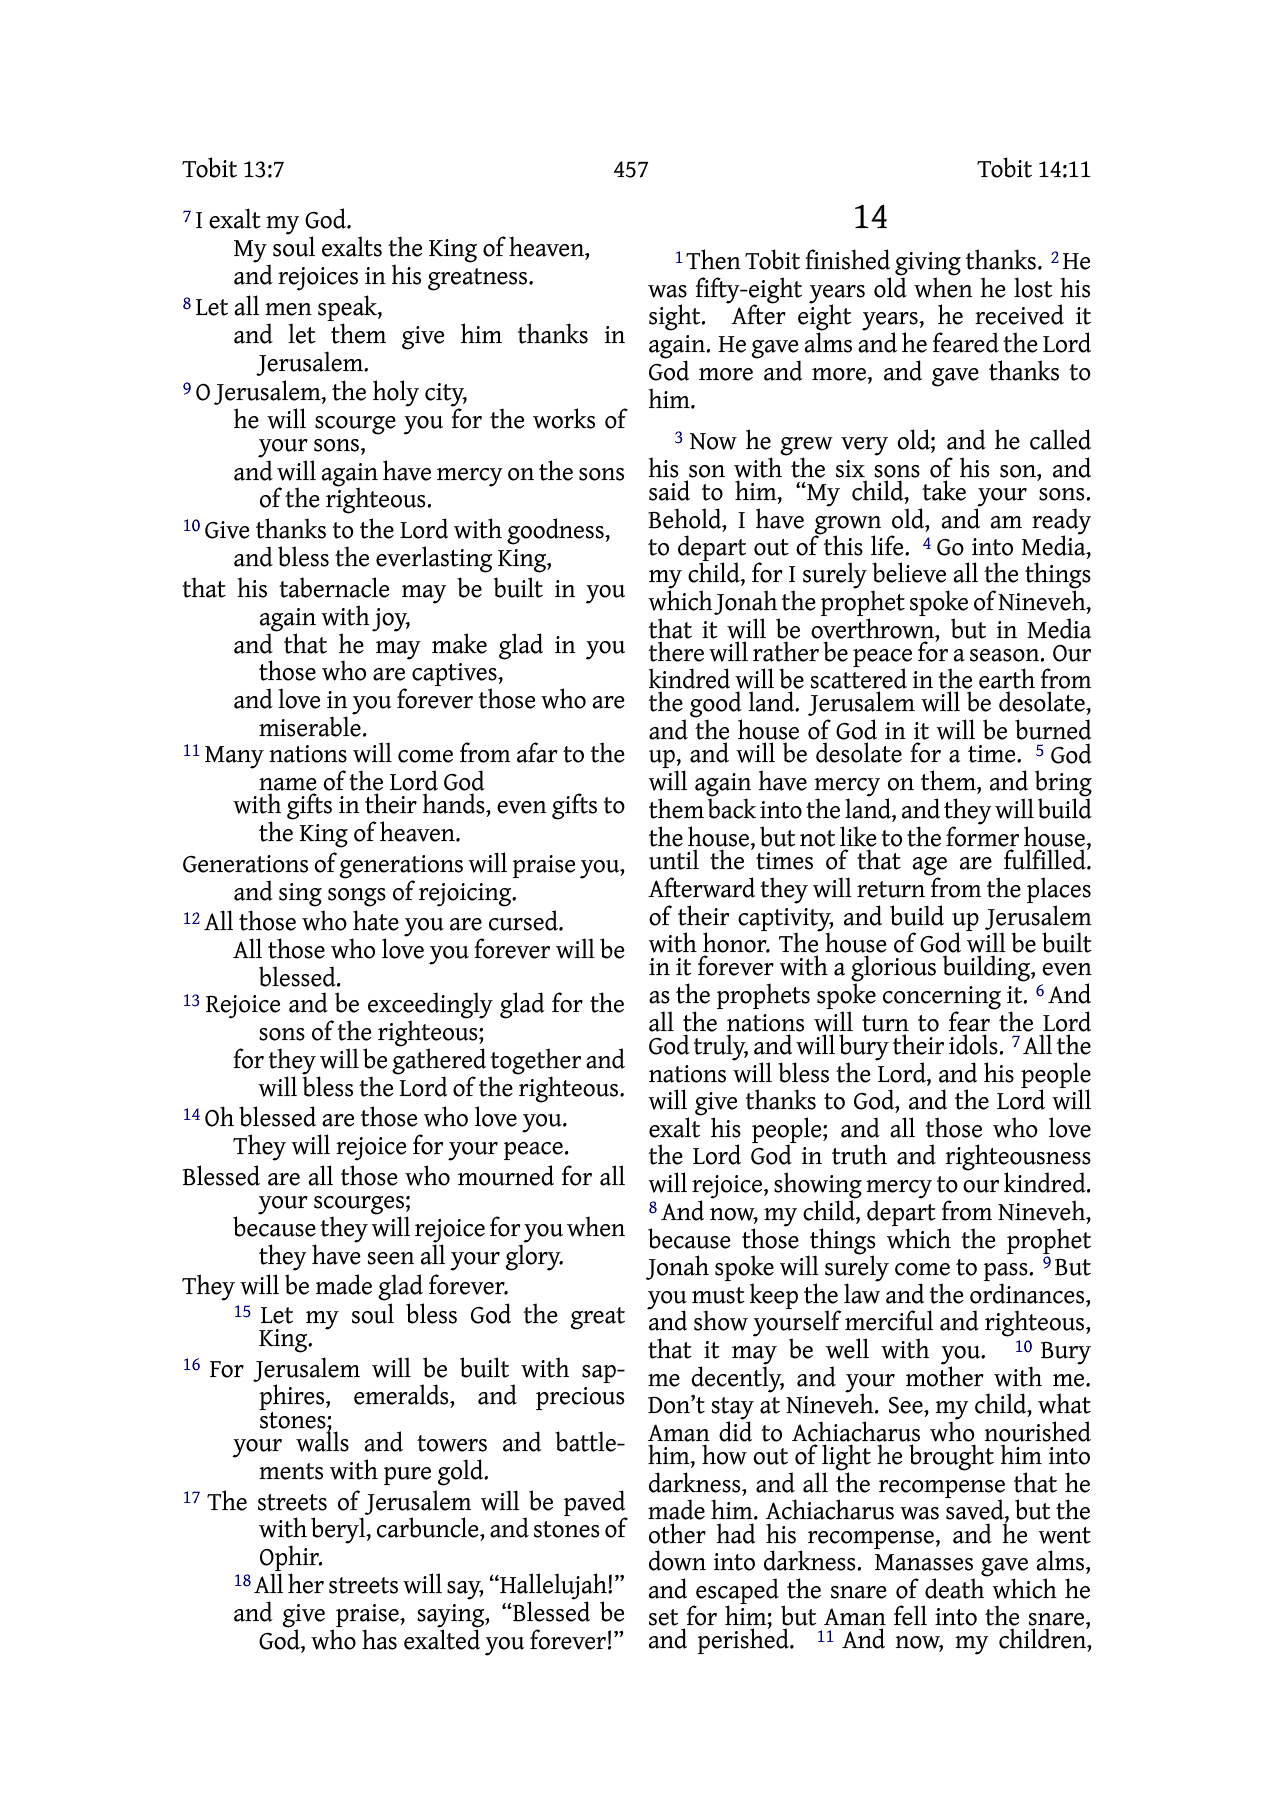 Tobit 13:7 457 Tobit 14:11
7 I exalt my God.
My soul exalts the King of heaven,
and rejoices in his greatness.
8 Let all men speak,
and let them give him thanks in
Jerusalem.
9 O Jerusalem, the holy city,
he will scourge you for the works of
your sons,
and will again have mercy on the sons
of the righteous.
10 Give thanks to the Lord with goodness,
and bless the everlasting King,
that his tabernacle may be built in you
again with joy,
and that he may make glad in you
those who are captives,
and love in you forever those who are
miserable.
11 Many nations will come from afar to the
name of the Lord God
with gifts in their hands, even gifts to
the King of heaven.
Generations of generations will praise you,
and sing songs of rejoicing.
12 All those who hate you are cursed.
All those who love you forever will be
blessed.
13 Rejoice and be exceedingly glad for the
sons of the righteous;
for they will be gathered together and
will bless the Lord of the righteous.
14 Oh blessed are those who love you.
They will rejoice for your peace.
Blessed are all those who mourned for all
your scourges;
because they will rejoice for you when
they have seen all your glory.
They will be made glad forever.
15 Let my soul bless God the great
King.
16 For Jerusalem will be built with sap-
phires, emeralds, and precious
stones;
your walls and towers and battle-
ments with pure gold.
17 The streets of Jerusalem will be paved
with beryl, carbuncle, and stones of
Ophir.
18 All her streets will say, “Hallelujah!”
and give praise, saying, “Blessed be
God, who has exalted you forever!”
14
1 Then Tobit finished giving thanks. 2 He
was fifty-eight years old when he lost his
sight. After eight years, he received it
again. He gave alms and he feared the Lord
God more and more, and gave thanks to
him.
3 Now he grew very old; and he called
his son with the six sons of his son, and
said to him, “My child, take your sons.
Behold, I have grown old, and am ready
to depart out of this life. 4 Go into Media,
my child, for I surely believe all the things
which Jonah the prophet spoke of Nineveh,
that it will be overthrown, but in Media
there will rather be peace for a season. Our
kindred will be scattered in the earth from
the good land. Jerusalem will be desolate,
and the house of God in it will be burned
up, and will be desolate for a time. 5 God
will again have mercy on them, and bring
them back into the land, and they will build
the house, but not like to the former house,
until the times of that age are fulfilled.
Afterward they will return from the places
of their captivity, and build up Jerusalem
with honor. The house of God will be built
in it forever with a glorious building, even
as the prophets spoke concerning it. 6 And
all the nations will turn to fear the Lord
God truly, and will bury their idols. 7 All the
nations will bless the Lord, and his people
will give thanks to God, and the Lord will
exalt his people; and all those who love
the Lord God in truth and righteousness
will rejoice, showing mercy to our kindred.
8 And now, my child, depart from Nineveh,
because those things which the prophet
Jonah spoke will surely come to pass. 9 But
you must keep the law and the ordinances,
and show yourself merciful and righteous,
that it may be well with you. 10 Bury
me decently, and your mother with me.
Don’t stay at Nineveh. See, my child, what
Aman did to Achiacharus who nourished
him, how out of light he brought him into
darkness, and all the recompense that he
made him. Achiacharus was saved, but the
other had his recompense, and he went
down into darkness. Manasses gave alms,
and escaped the snare of death which he
set for him; but Aman fell into the snare,
and perished. 11 And now, my children,